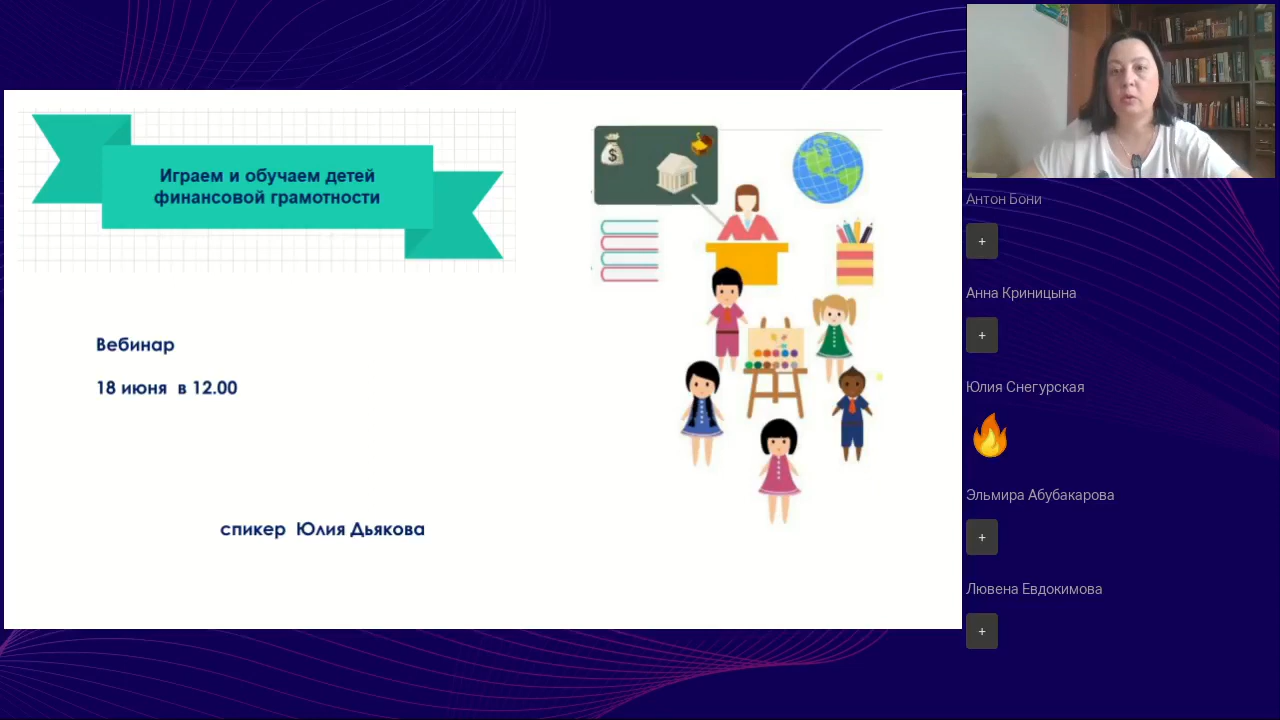 Играем и обучаем детей
финансовой грамотности
$
Вебинар
18 июня в 12.00
спикер Юлия Дьякова
Антон Бони
+
Анна Криницына
+
Юлия Снегурская
Эльмира Абубакарова
+
Лювена Евдокимова
+